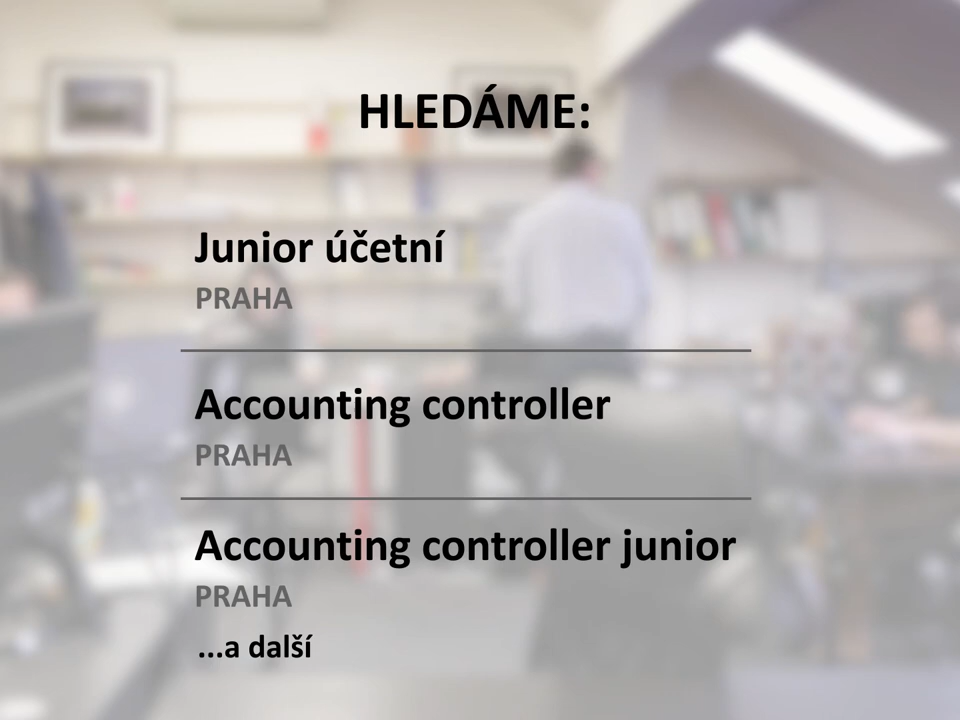 HLEDÁME:
Junior účetní
PRAHA
Accounting controller
PRAHA
Accounting controller junior
PRAHA
...a další